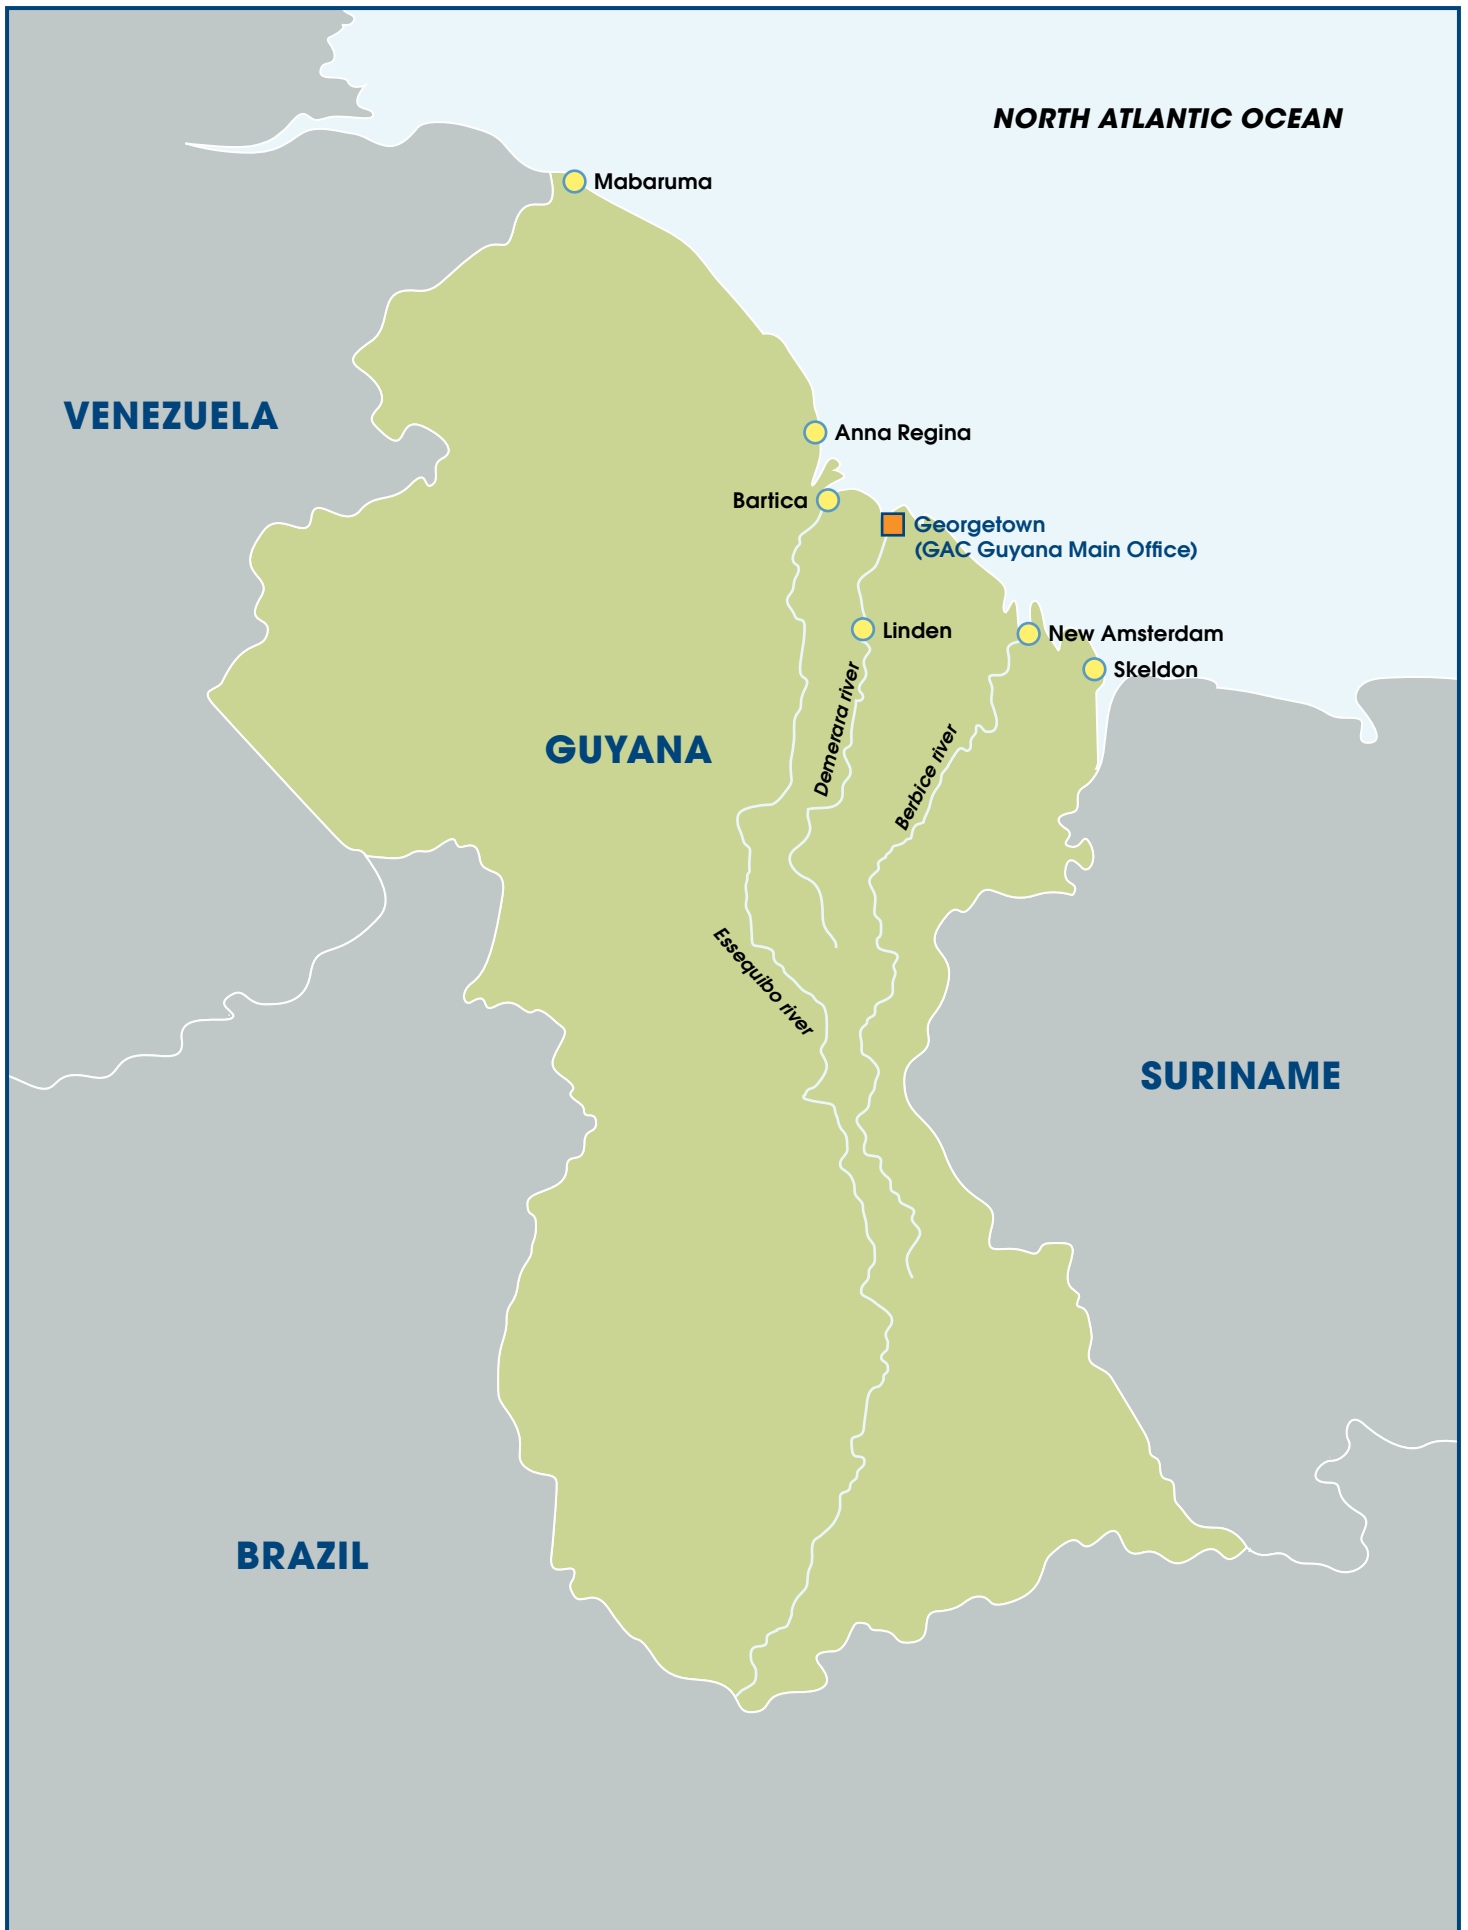 NORTH ATLANTIC OCEAN
Mabaruma
VENEZUELA
Anna Regina
Bartica
Georgetown
(GAC Guyana Main Office)
Linden
New Amsterdam
Skeldon
Demerara river
GUYANA
Berbice river
Essequibo river
SURINAME
BRAZIL